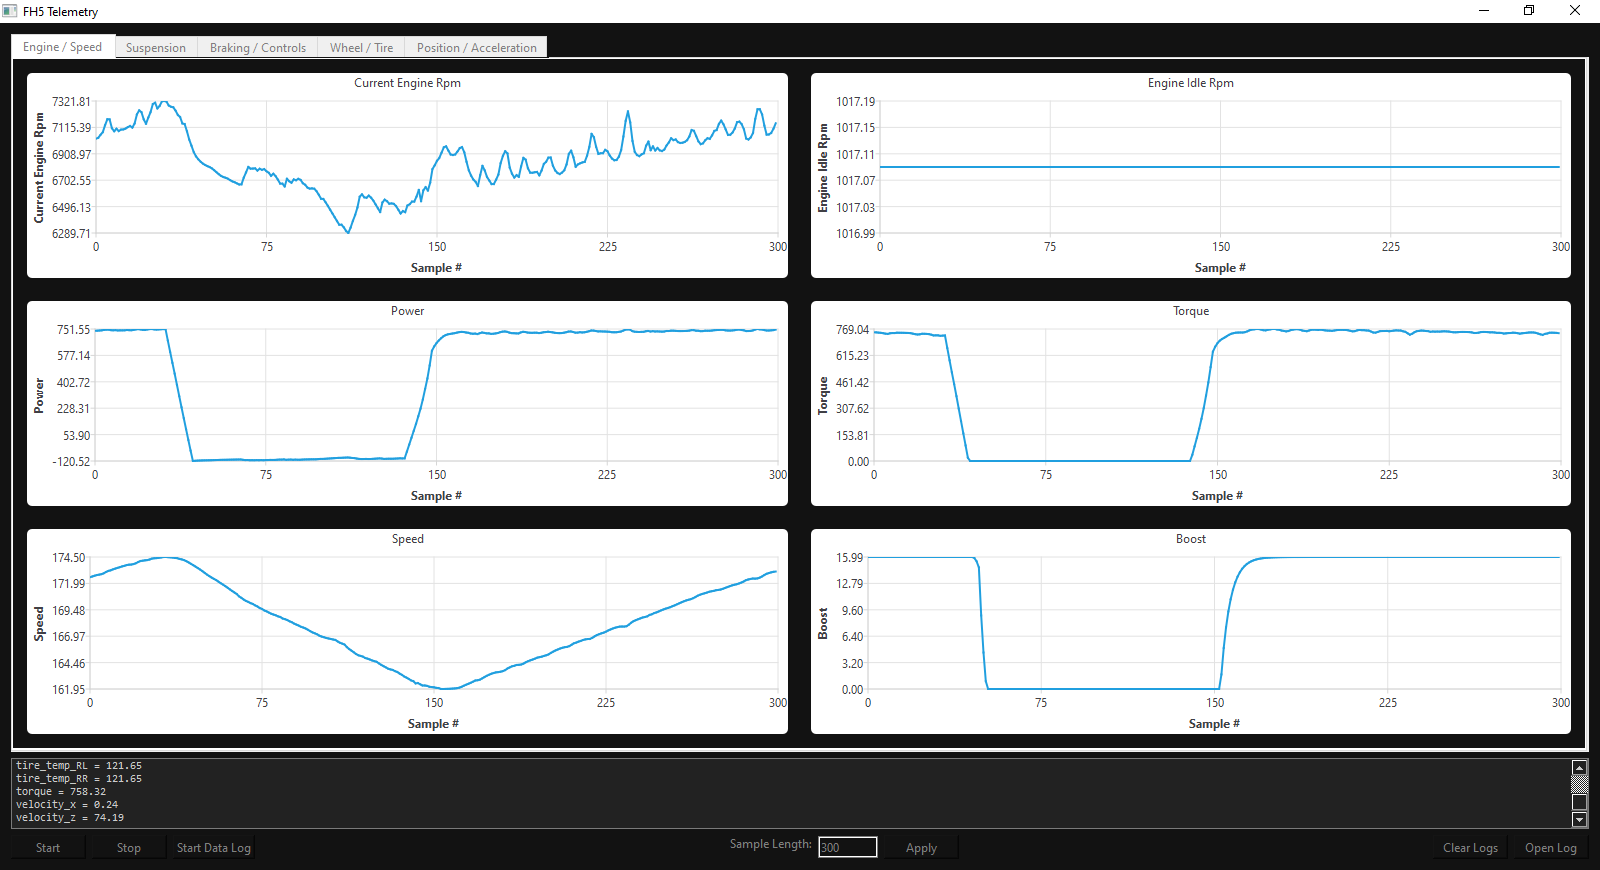 FH5 Telemetry
Engine / Speed Suspension Braking / Controls Wheel / Tire Position / Acceleration
Current Engine Rpm
Current Engine Rpm
7321.81
7115.39
6908.97
6702.55
6496.13
6289.71
0 75 150 225 300
Sample #
Engine Idle Rpm
Engine Idle Rpm
1017.19
1017.15
1017.11
1017.07
1017.03
1016.99
0 75 150 225 300
Sample #
Power
Power
751.55
577.14
402.72
228.31
53.90
-120.52
0 75 150 225 300
Sample #
Torque
Torque
769.04
615.23
461.42
307.62
153.81
0.00
0 75 150 225 300
Sample #
Speed
Speed
174.50
171.99
169.48
166.97
164.46
161.95
0 75 150 225 300
Sample #
Boost
Boost
15.99
12.79
9.60
6.40
3.20
0.00
0 75 150 225 300
Sample #
tire_temp_RL = 121.65
tire_temp_RR = 121.65
torque = 758.32
velocity_x = 0.24
velocity_z = 74.19
Start Stop Start Data Log Sample Length: 300 Apply Clear Logs Open Log